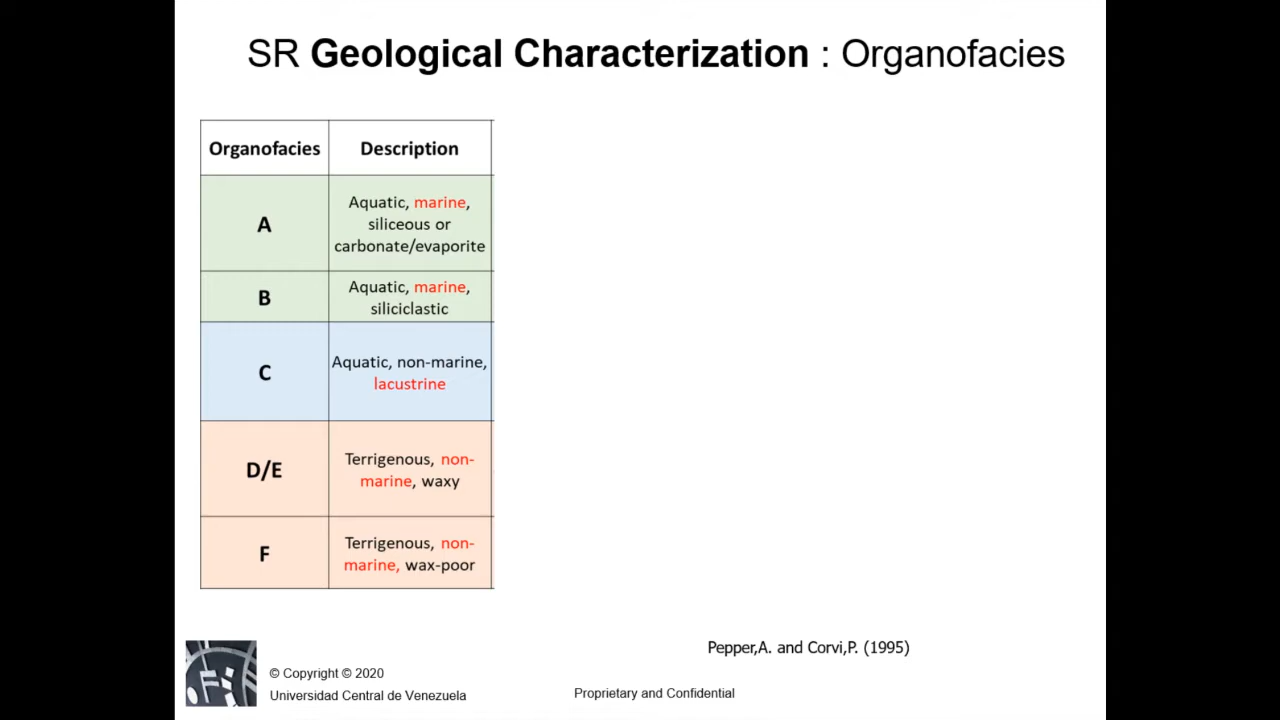 SR Geological Characterization : Organofacies
Organofacies Description
A
Aquatic, marine,
siliceous or
carbonate/evaporite
B
Aquatic, marine,
siliciclastic
C
Aquatic, non-marine,
lacustrine
D/E
Terrigenous, non-
marine, waxy
F
Terrigenous, non-
marine, wax-poor
Pepper,A. and Corvi,P. (1995)
© Copyright © 2020
Universidad Central de Venezuela
Proprietary and Confidential